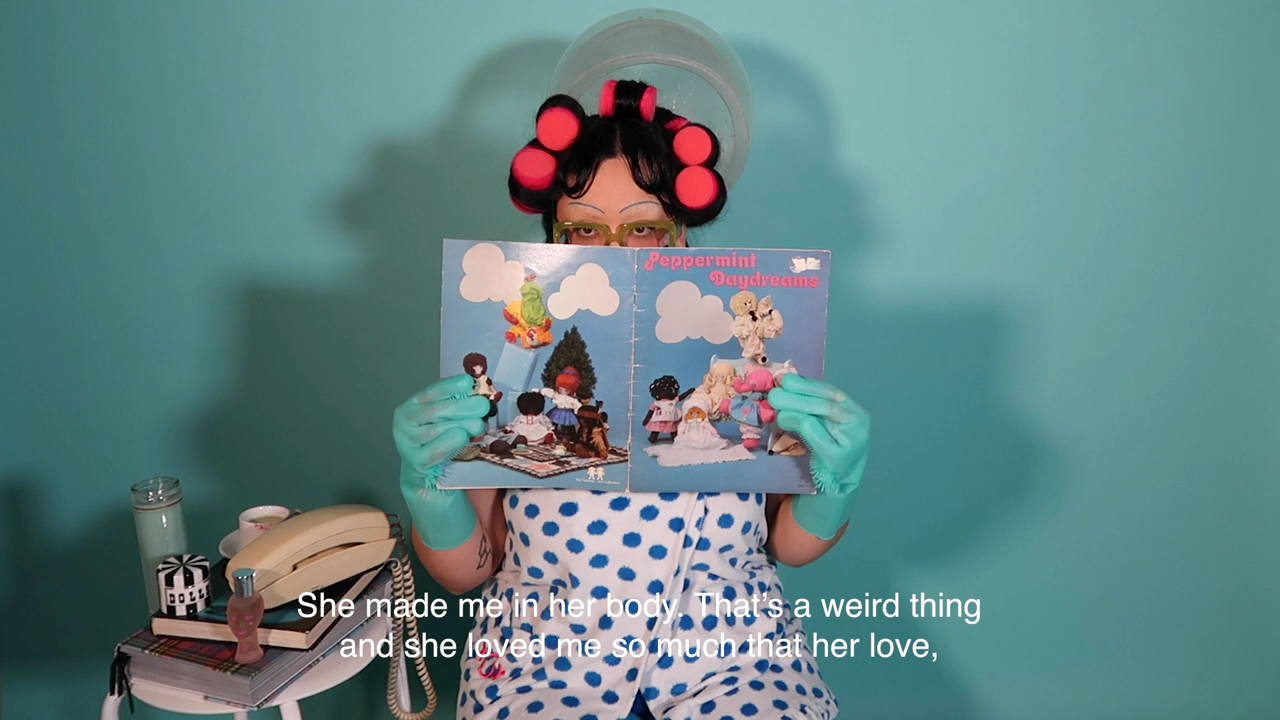 Peppermint
Daydreams
She made me in her body. That’s a weird thing
and she loved me so much that her love,